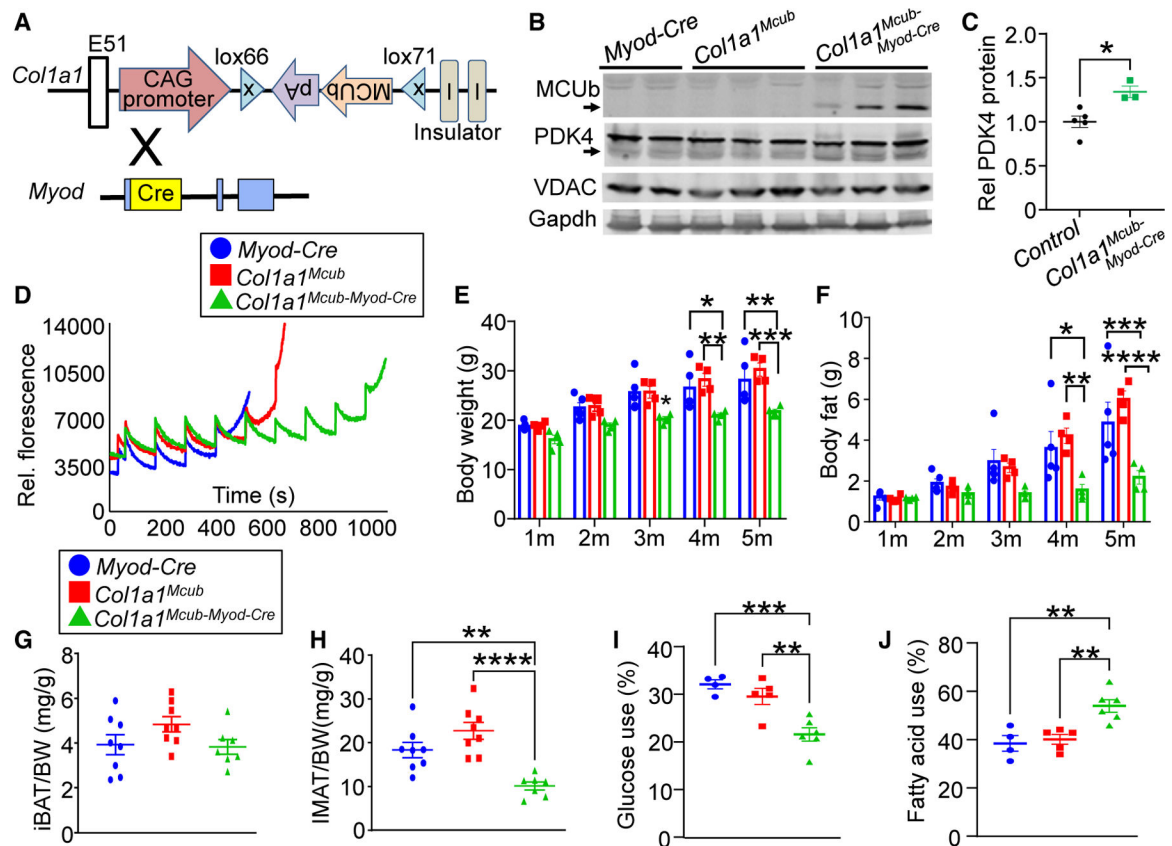 A
E51
Col1a1
CAG
promoter
lox66
x
pA
MCUb
lox71
x
I I
Insulator
X
Myod
Cre
B
Myod-Cre
Col1a1Mcub
Col1a1Mcub-
Myod-Cre
MCUb
PDK4
VDAC
Gapdh
C
Rel PDK4 protein
2.0
1.5
1.0
0.5
0
*
Control
Col1a1Mcub-
Myod-Cre
Myod-Cre
Col1a1Mcub
Col1a1Mcub-Myod-Cre
D
Rel. florescence
14000
10500
7000
3500
0
Time (s)
0 200 400 600 800 1000
E
Body weight (g)
40
30
20
10
0
* ** ** *** *
1m 2m 3m 4m 5m
F
Body fat (g)
10
8
6
4
2
0
* ** *** ****
1m 2m 3m 4m 5m
Myod-Cre
Col1a1Mcub
Col1a1Mcub-Myod-Cre
G
iBAT/BW (mg/g)
8
6
4
2
0
H
IMAT/BW(mg/g)
40
30
20
10
0
**
****
I
Glucose use (%)
40
30
20
10
0
***
**
J
Fatty acid use (%)
80
60
40
20
0
**
**